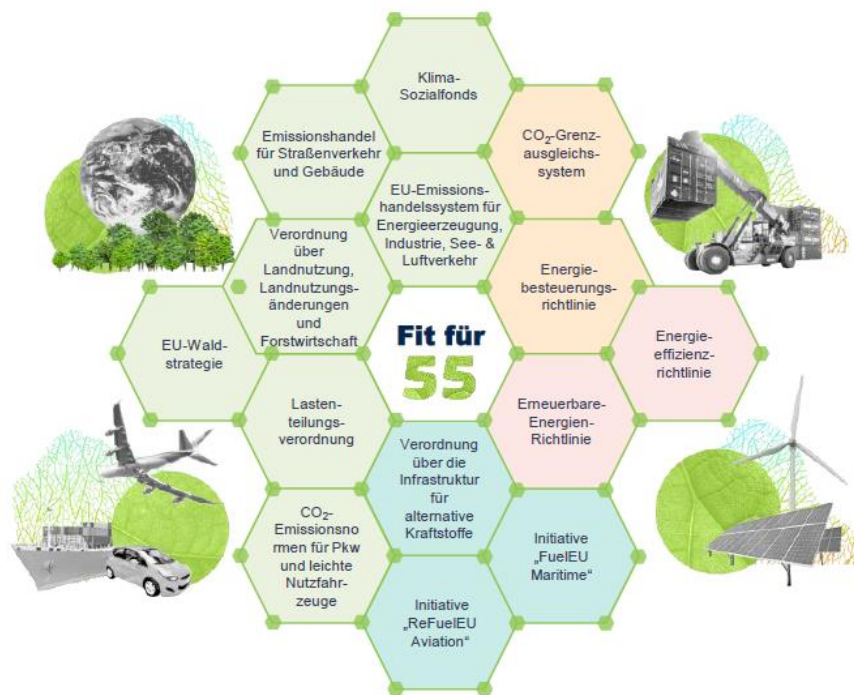 Klima-
Sozialfonds
Emissionshandel
für Straßenverkehr
und Gebäude
CO₂-Grenz-
ausgleichs-
system
EU-Emissions-
handelssystem für
Energieerzeugung,
Industrie, See- &
Luftverkehr
Verordnung
über
Landnutzung,
Landnutzungs-
änderungen
und
Forstwirtschaft
Energie-
besteuerungs-
richtlinie
EU-Wald-
strategie
Fit für
55
Energie-
effizienz-
richtlinie
Lasten-
teilungs-
verordnung
Erneuerbare-
Energien-
Richtlinie
Verordnung
über die
Infrastruktur
für
alternative
Kraftstoffe
CO₂-
Emissionsno-
rmen für Pkw
und leichte
Nutzfahr-
zeuge
Initiative
„FuelEU
Maritime“
Initiative
„ReFuelEU
Aviation“